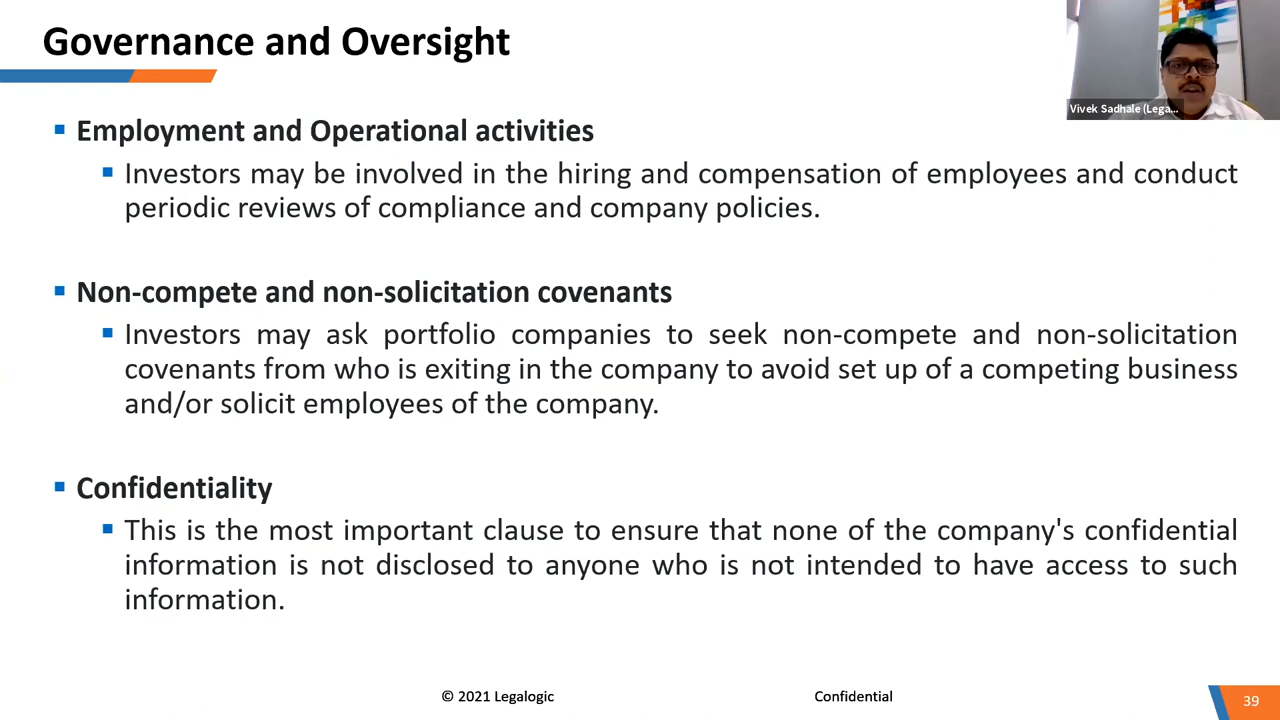 Governance and Oversight
Vivek Sadhale (Lega...
Employment and Operational activities
Investors may be involved in the hiring and compensation of employees and conduct
periodic reviews of compliance and company policies.
Non-compete and non-solicitation covenants
Investors may ask portfolio companies to seek non-compete and non-solicitation
covenants from who is exiting in the company to avoid set up of a competing business
and/or solicit employees of the company.
Confidentiality
This is the most important clause to ensure that none of the company's confidential
information is not disclosed to anyone who is not intended to have access to such
information.
© 2021 Legalogic
Confidential
39